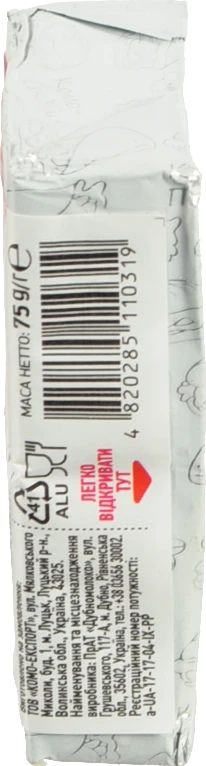 МАСА НЕТТО: 75 g/г ℮
4 820285 110319
41
ALU
ЛЕГКО
ВІДКРИВАТИ
ТУТ
Виготовлено на замовлення:
ТОВ «КОМО-ЕКСПОРТ», вул. Мялковського
Миколи, буд. 1, м. Луцьк, Луцький р-н.,
Волинська обл., Україна, 43025.
Найменування та місцезнаходження
виробника: ПрАТ «Дубномолоко», вул.
Грушевського, 117-А, м. Дубно, Рівненська
обл., 35602, Україна, тел.: +38 03656 30002.
Реєстраційний номер потужності:
a-UA-17-17-04-IX-PP